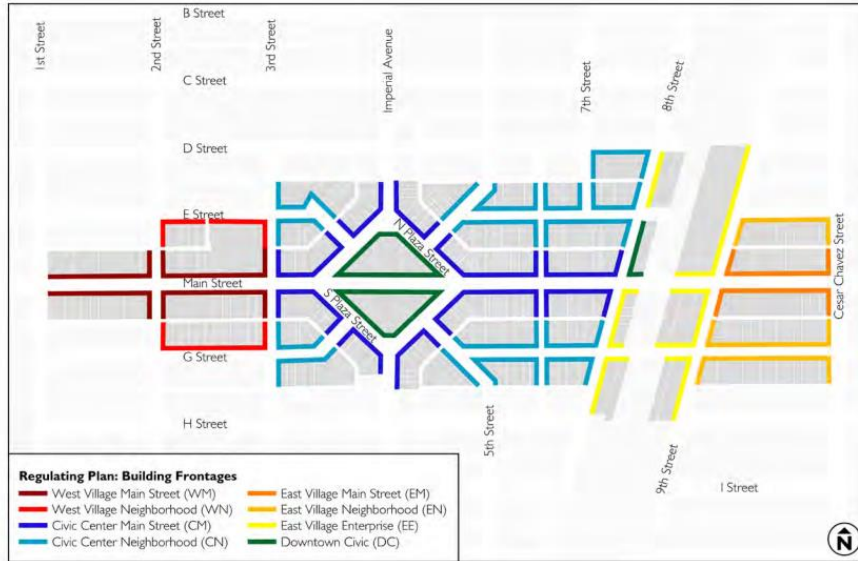 B Street
1st Street
2nd Street
3rd Street
Imperial Avenue
7th Street
8th Street
C Street
D Street
E Street
N Plaza Street
Main Street
S Plaza Street
Cesar Chavez Street
G Street
H Street
5th Street
9th Street
I Street
Regulating Plan: Building Frontages
West Village Main Street (WM)
West Village Neighborhood (WN)
Civic Center Main Street (CM)
Civic Center Neighborhood (CN)
East Village Main Street (EM)
East Village Neighborhood (EN)
East Village Enterprise (EE)
Downtown Civic (DC)
N